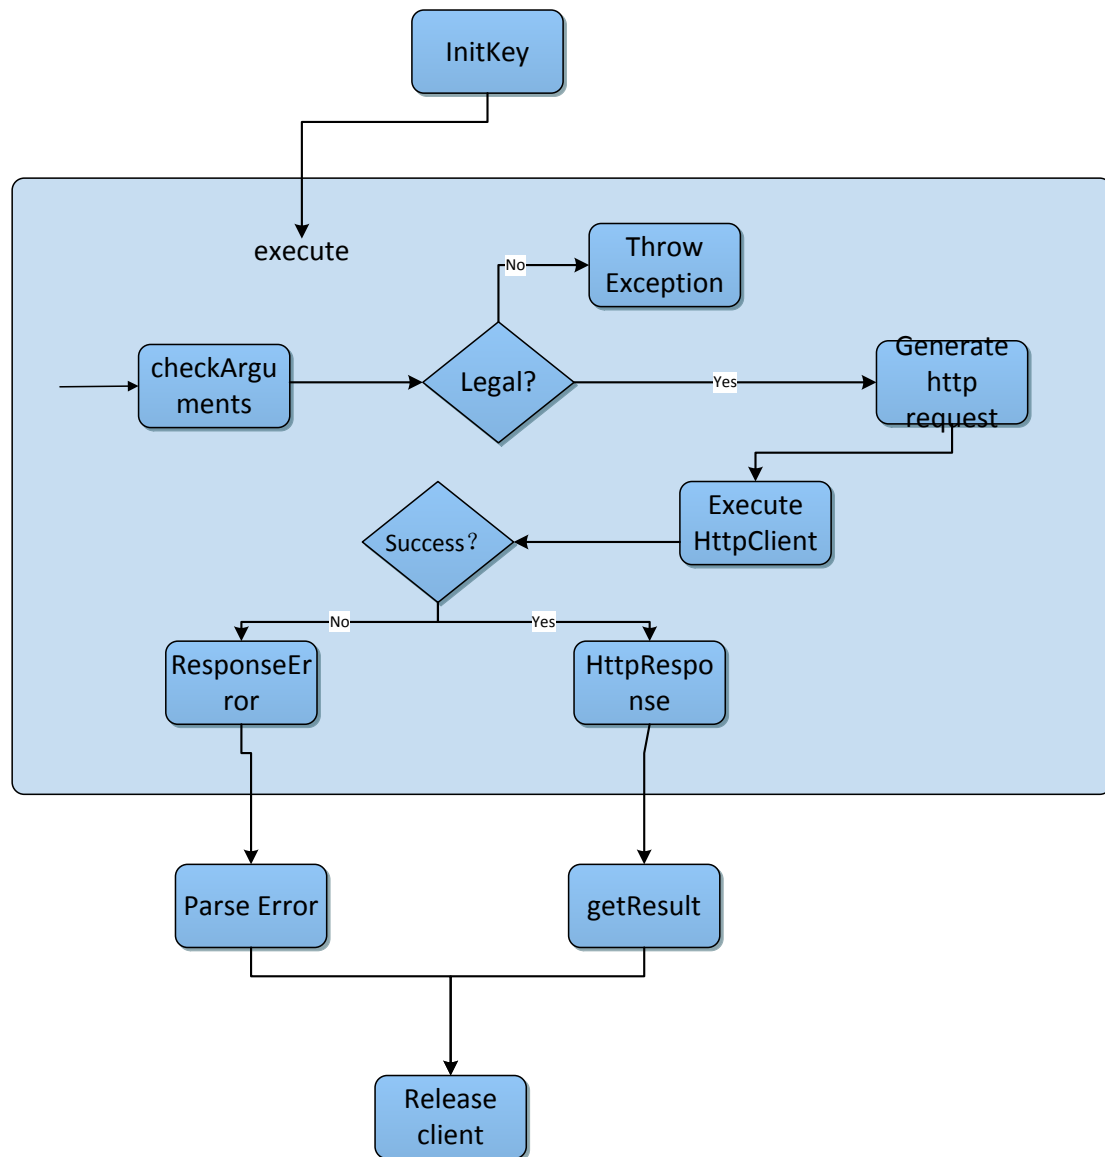 InitKey
execute
No
Throw
Exception
checkArgu
ments
Legal?
Yes
Generate
http
request
Success？
Execute
HttpClient
No
Yes
ResponseEr
ror
HttpRespo
nse
Parse Error
getResult
Release
client